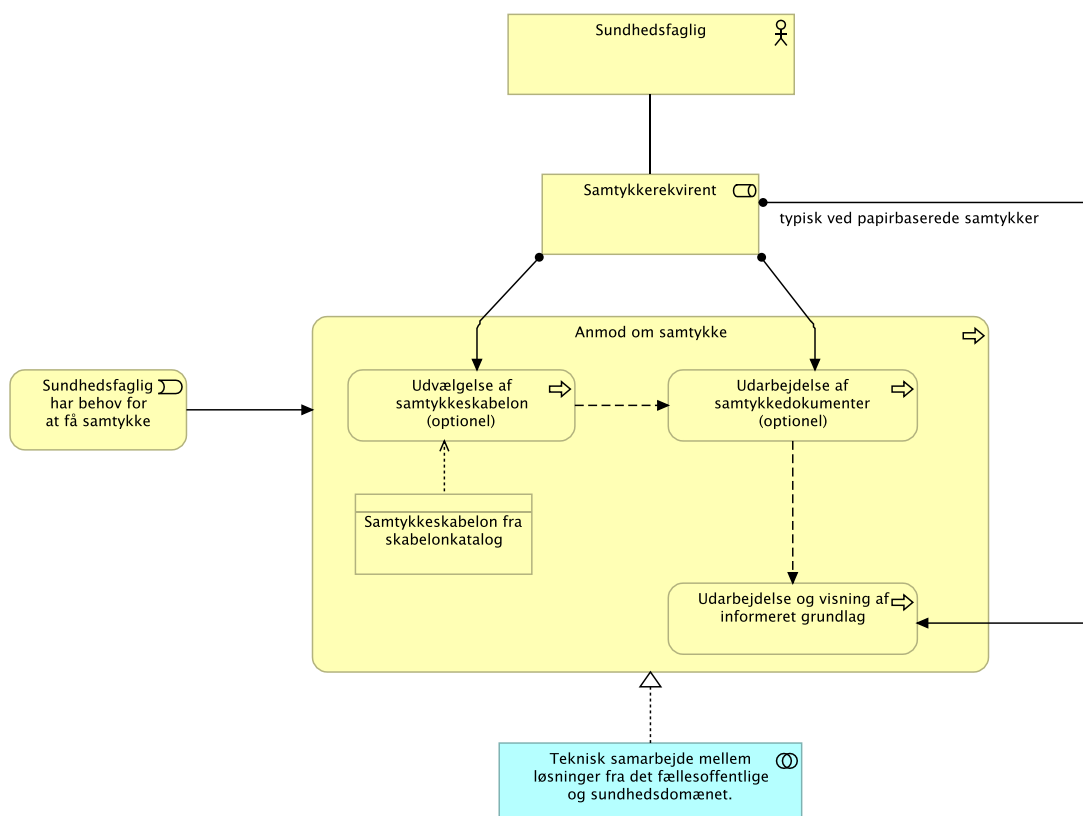 Sundhedsfaglig
Samtykkerekvirent
typisk ved papirbaserede samtykker
Anmod om samtykke
Sundhedsfaglig
har behov for
at få samtykke
Udvælgelse af
samtykkeskabelon
(optionel)
Udarbejdelse af
samtykkedokumenter
(optionel)
Samtykkeskabelon fra
skabelonkatalog
Udarbejdelse og visning af
informeret grundlag
Teknisk samarbejde mellem
løsninger fra det fællesoffentlige
og sundhedsdomænet.